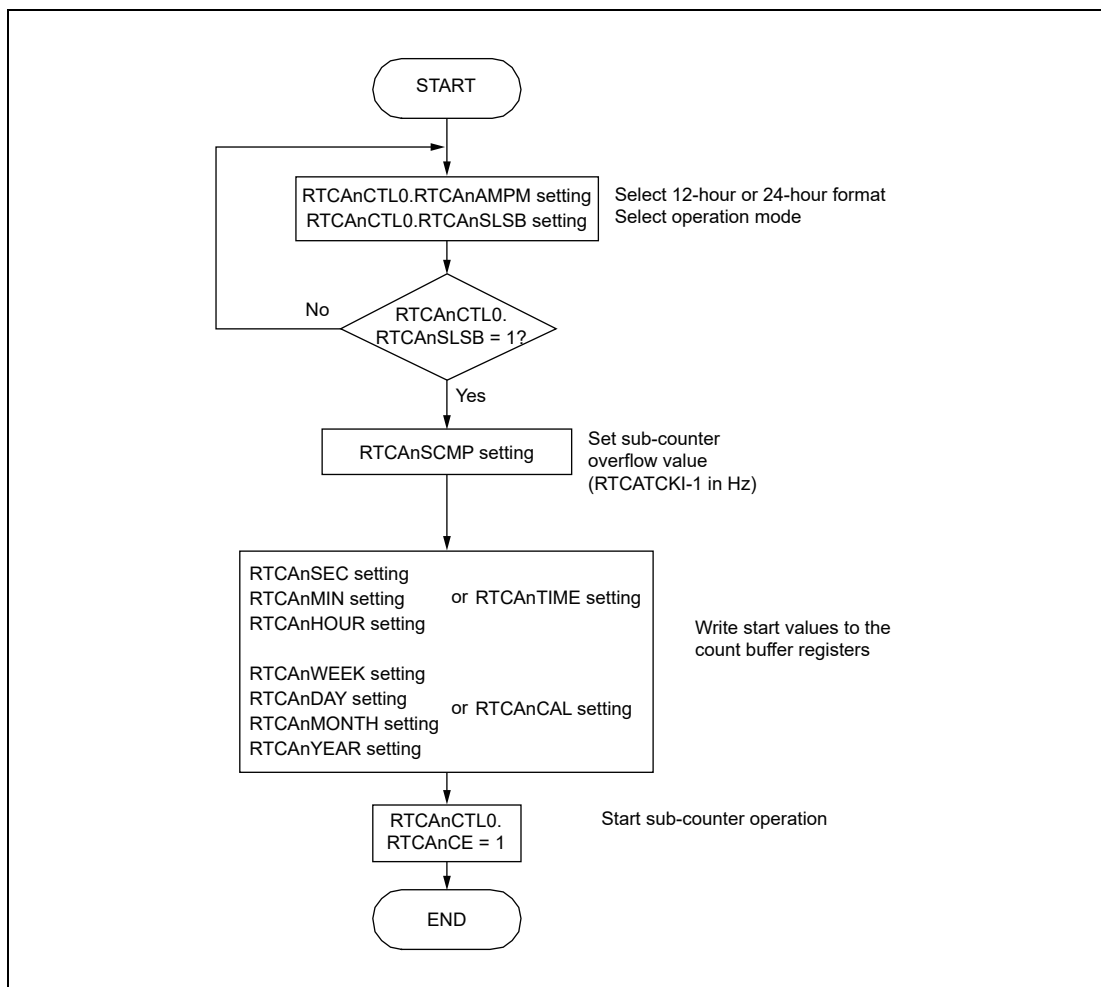 START
RTCAnCTL0.RTCAnAMPM setting
RTCAnCTL0.RTCAnSLSB setting
Select 12-hour or 24-hour format
Select operation mode
No
RTCAnCTL0.
RTCAnSLSB = 1?
Yes
RTCAnSCMP setting
Set sub-counter
overflow value
(RTCATCKI-1 in Hz)
RTCAnSEC setting
RTCAnMIN setting
RTCAnHOUR setting
or RTCAnTIME setting
RTCAnWEEK setting
RTCAnDAY setting
RTCAnMONTH setting
RTCAnYEAR setting
or RTCAnCAL setting
Write start values to the
count buffer registers
RTCAnCTL0.
RTCAnCE = 1
Start sub-counter operation
END